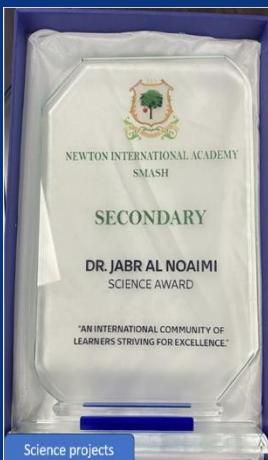 NEWTON INTERNATIONAL ACADEMY
SMASH
SECONDARY
DR. JABR AL NOAIMI
SCIENCE AWARD
"AN INTERNATIONAL COMMUNITY OF
LEARNERS STRIVING FOR EXCELLENCE."
Science projects